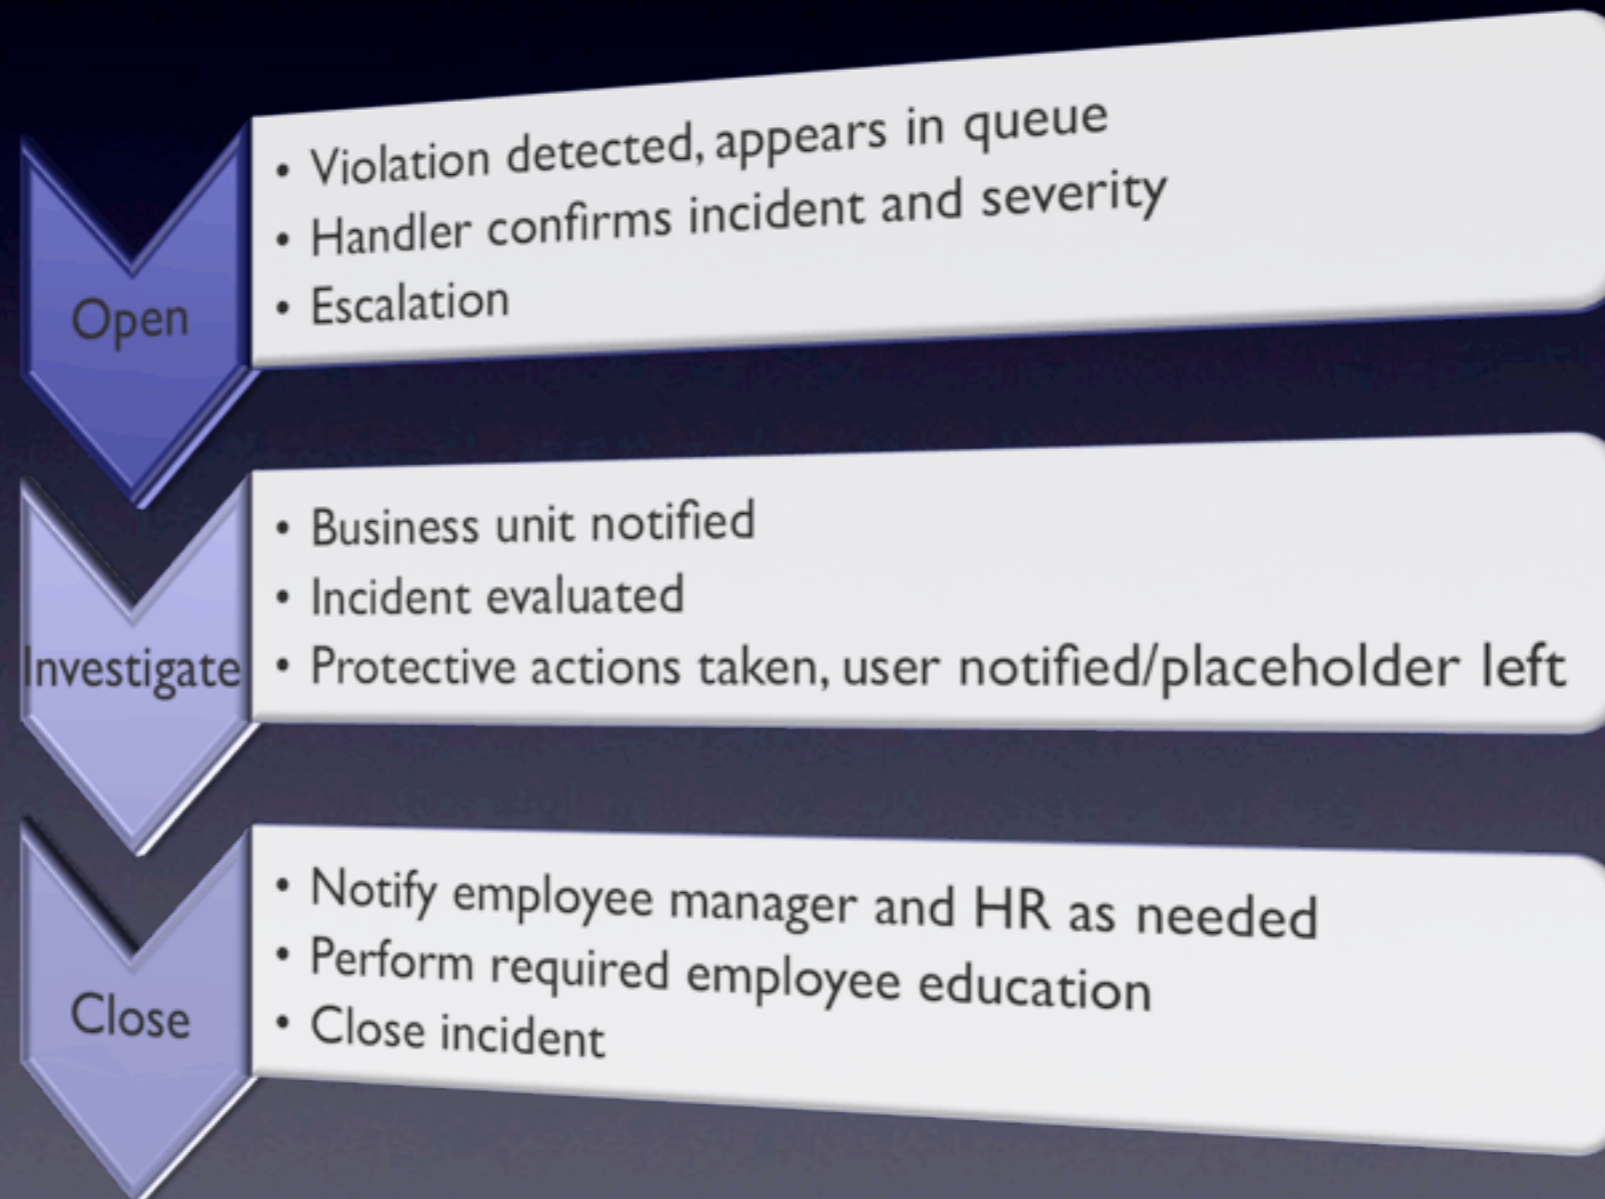 Open
• Violation detected, appears in queue
• Handler confirms incident and severity
• Escalation
Investigate
• Business unit notified
• Incident evaluated
• Protective actions taken, user notified/placeholder left
Close
• Notify employee manager and HR as needed
• Perform required employee education
• Close incident